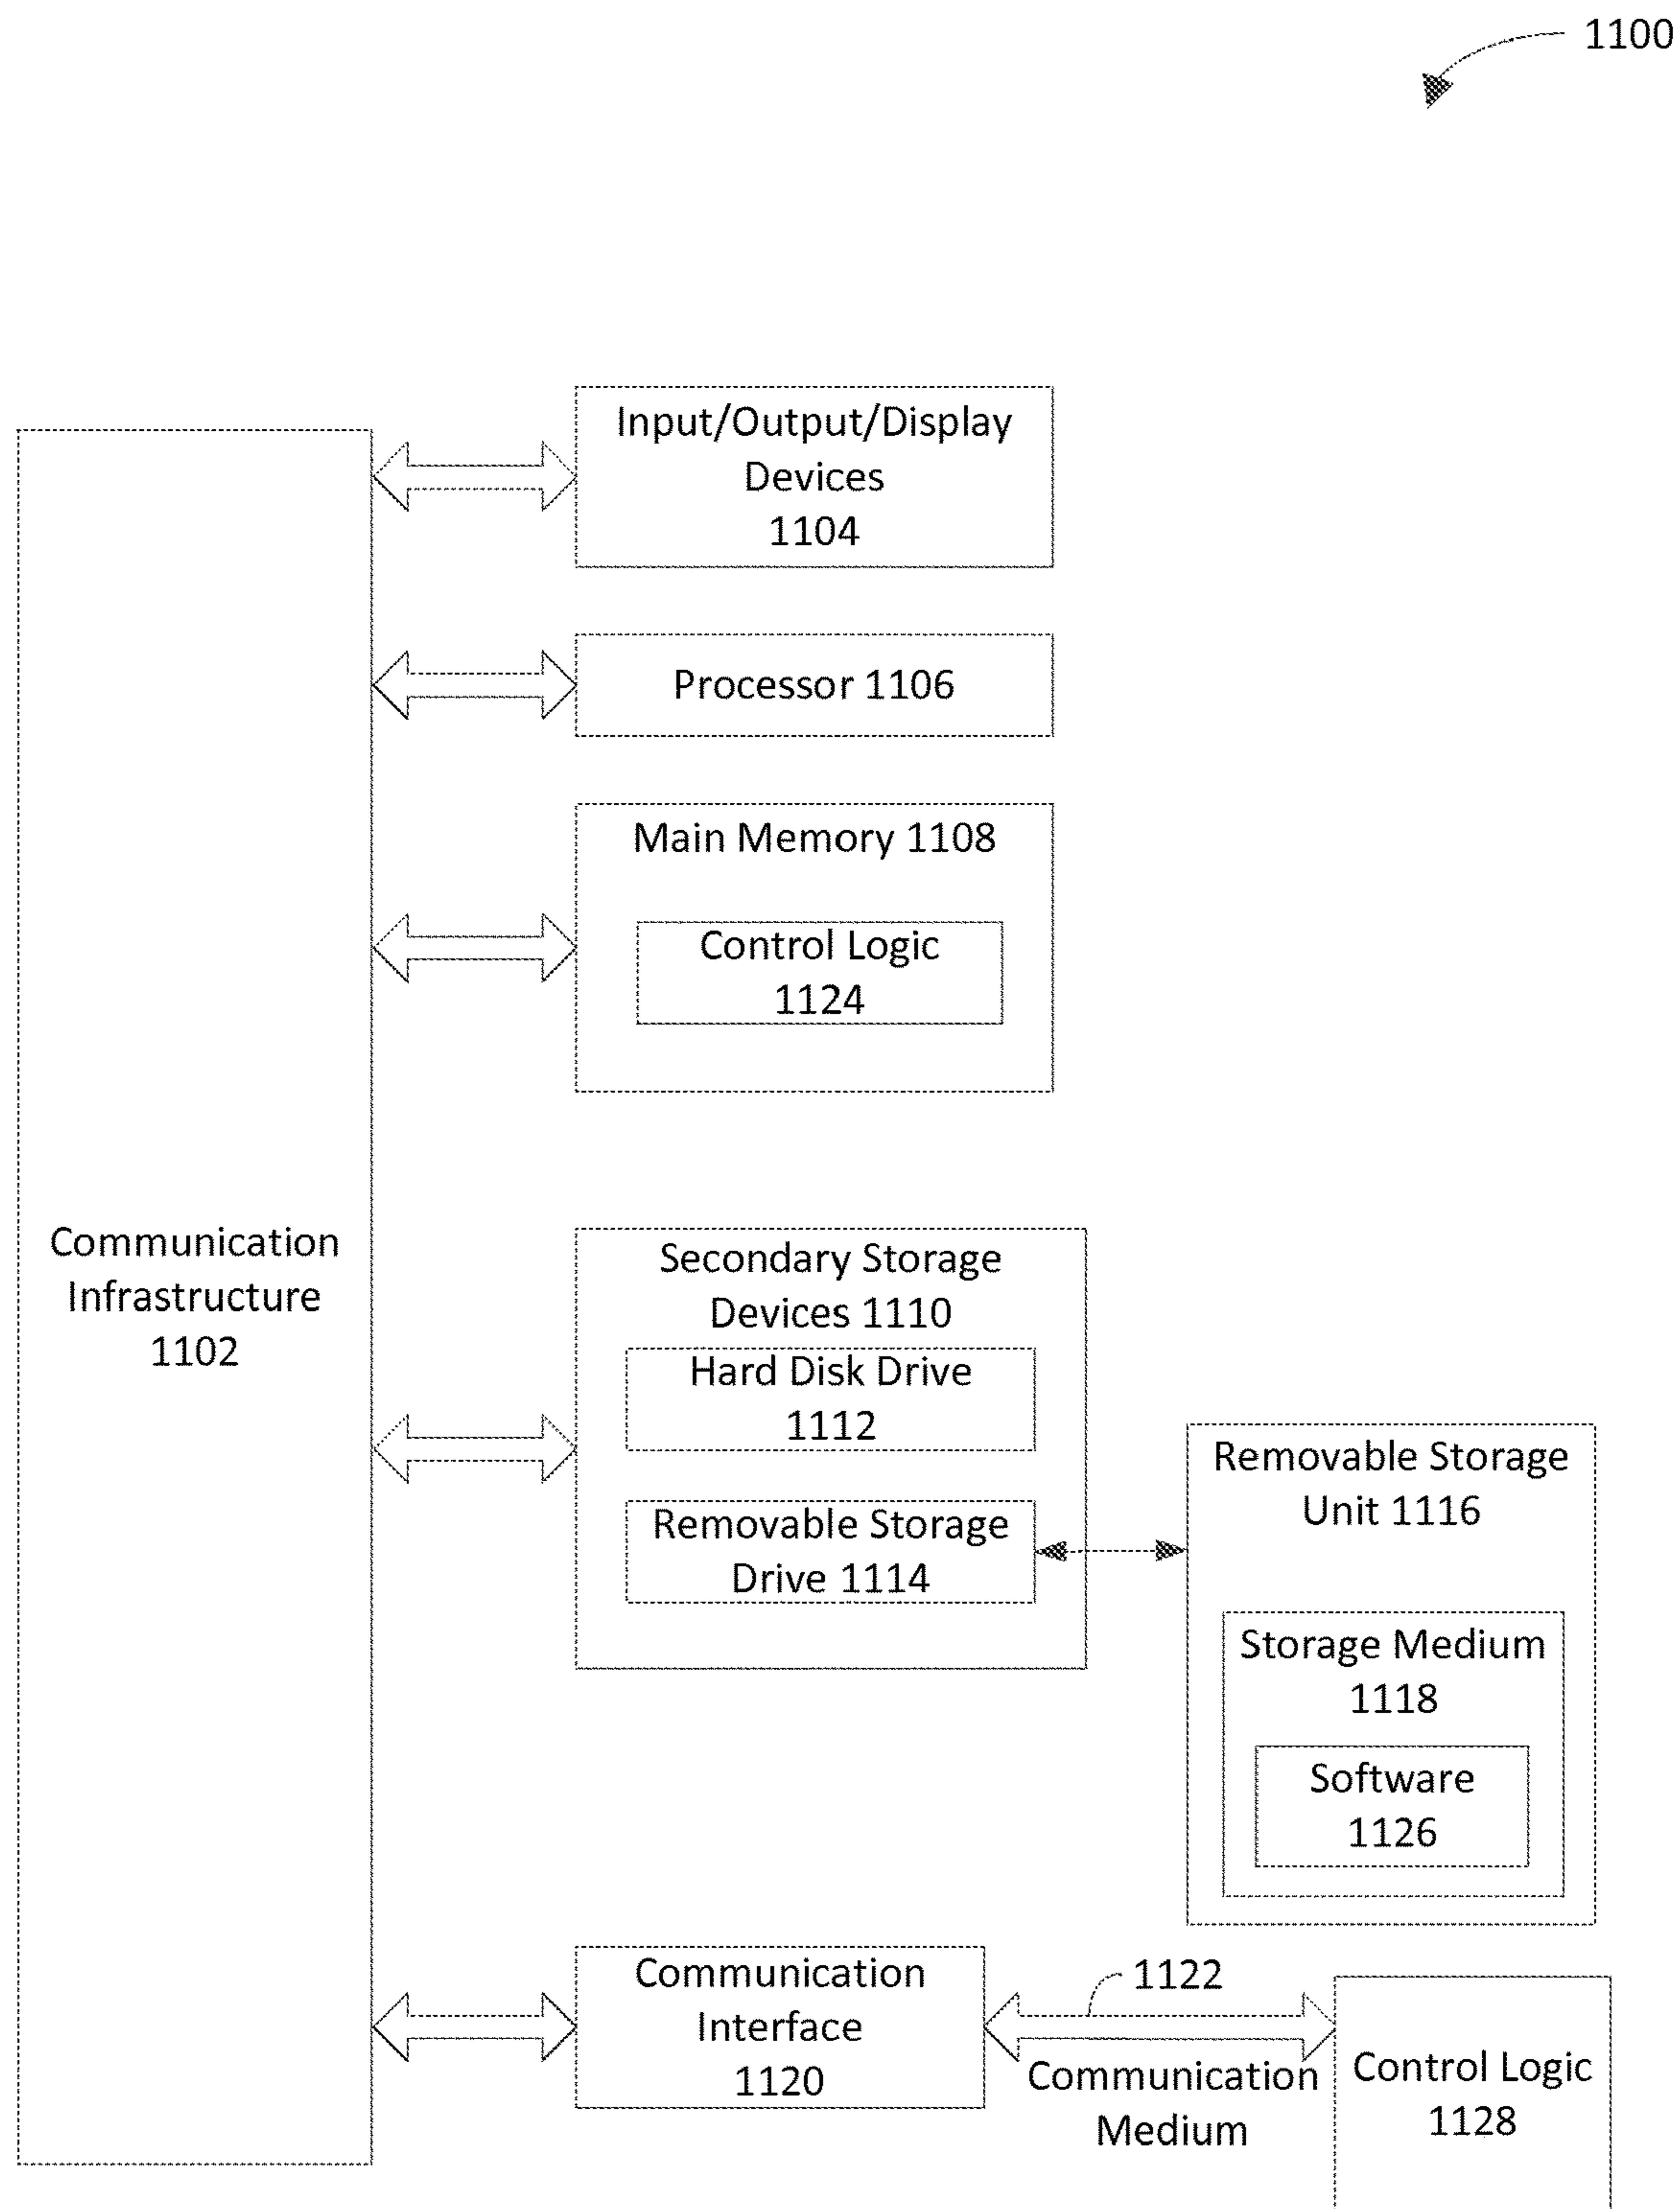 1100
Input/Output/Display
Devices
1104
Processor 1106
Main Memory 1108
Control Logic
1124
Communication
Infrastructure
1102
Secondary Storage
Devices 1110
Hard Disk Drive
1112
Removable Storage
Drive 1114
Removable Storage
Unit 1116
Storage Medium
1118
Software
1126
Communication
Interface
1120
1122
Communication
Medium
Control Logic
1128